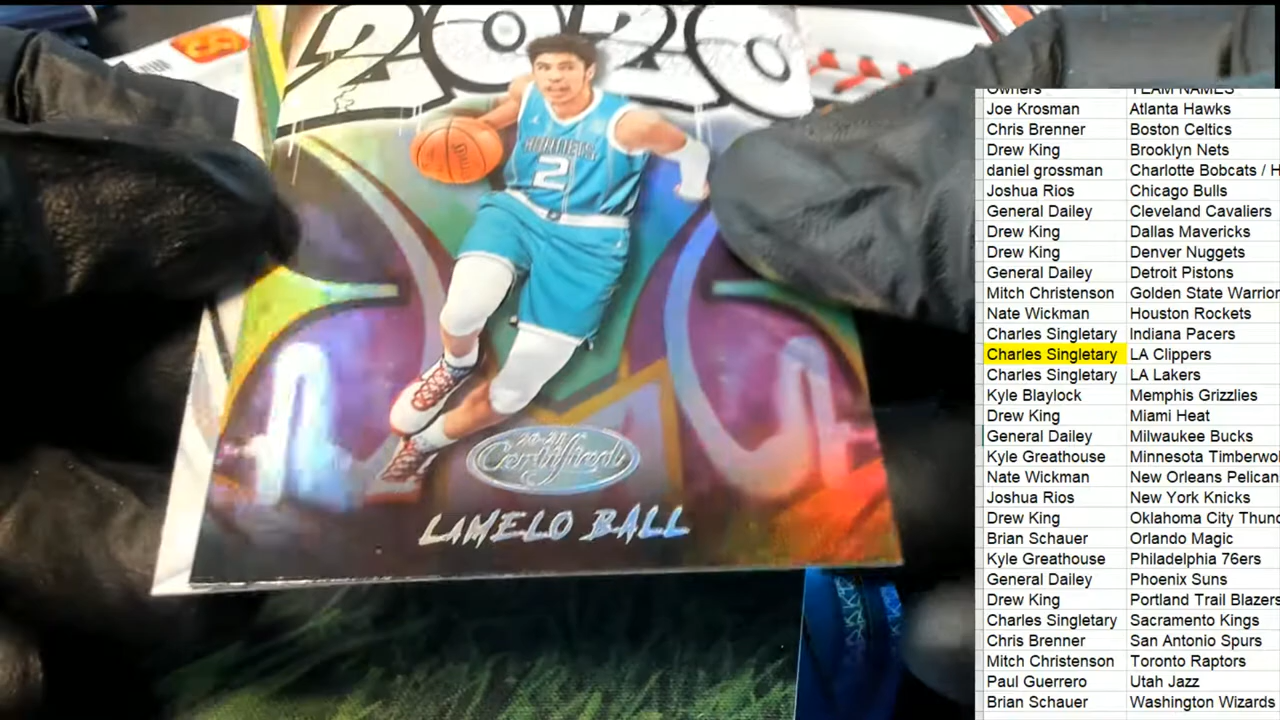 2020
HORNETS
2
20-21
Certified
LAMELO BALL
Owners TEAM NAMES
Joe Krosman Atlanta Hawks
Chris Brenner Boston Celtics
Drew King Brooklyn Nets
daniel grossman Charlotte Bobcats / H
Joshua Rios Chicago Bulls
General Dailey Cleveland Cavaliers
Drew King Dallas Mavericks
Drew King Denver Nuggets
General Dailey Detroit Pistons
Mitch Christenson Golden State Warrior
Nate Wickman Houston Rockets
Charles Singletary Indiana Pacers
Charles Singletary LA Clippers
Charles Singletary LA Lakers
Kyle Blaylock Memphis Grizzlies
Drew King Miami Heat
General Dailey Milwaukee Bucks
Kyle Greathouse Minnesota Timberwol
Nate Wickman New Orleans Pelican
Joshua Rios New York Knicks
Drew King Oklahoma City Thund
Brian Schauer Orlando Magic
Kyle Greathouse Philadelphia 76ers
General Dailey Phoenix Suns
Drew King Portland Trail Blazers
Charles Singletary Sacramento Kings
Chris Brenner San Antonio Spurs
Mitch Christenson Toronto Raptors
Paul Guerrero Utah Jazz
Brian Schauer Washington Wizards